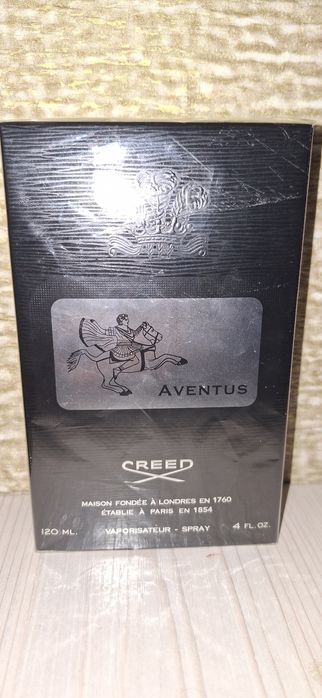 AVENTUS
CREED
MAISON FONDÉE À LONDRES EN 1760
ÉTABLIE À PARIS EN 1854
120 ML. VAPORISATEUR - SPRAY 4 FL.OZ.